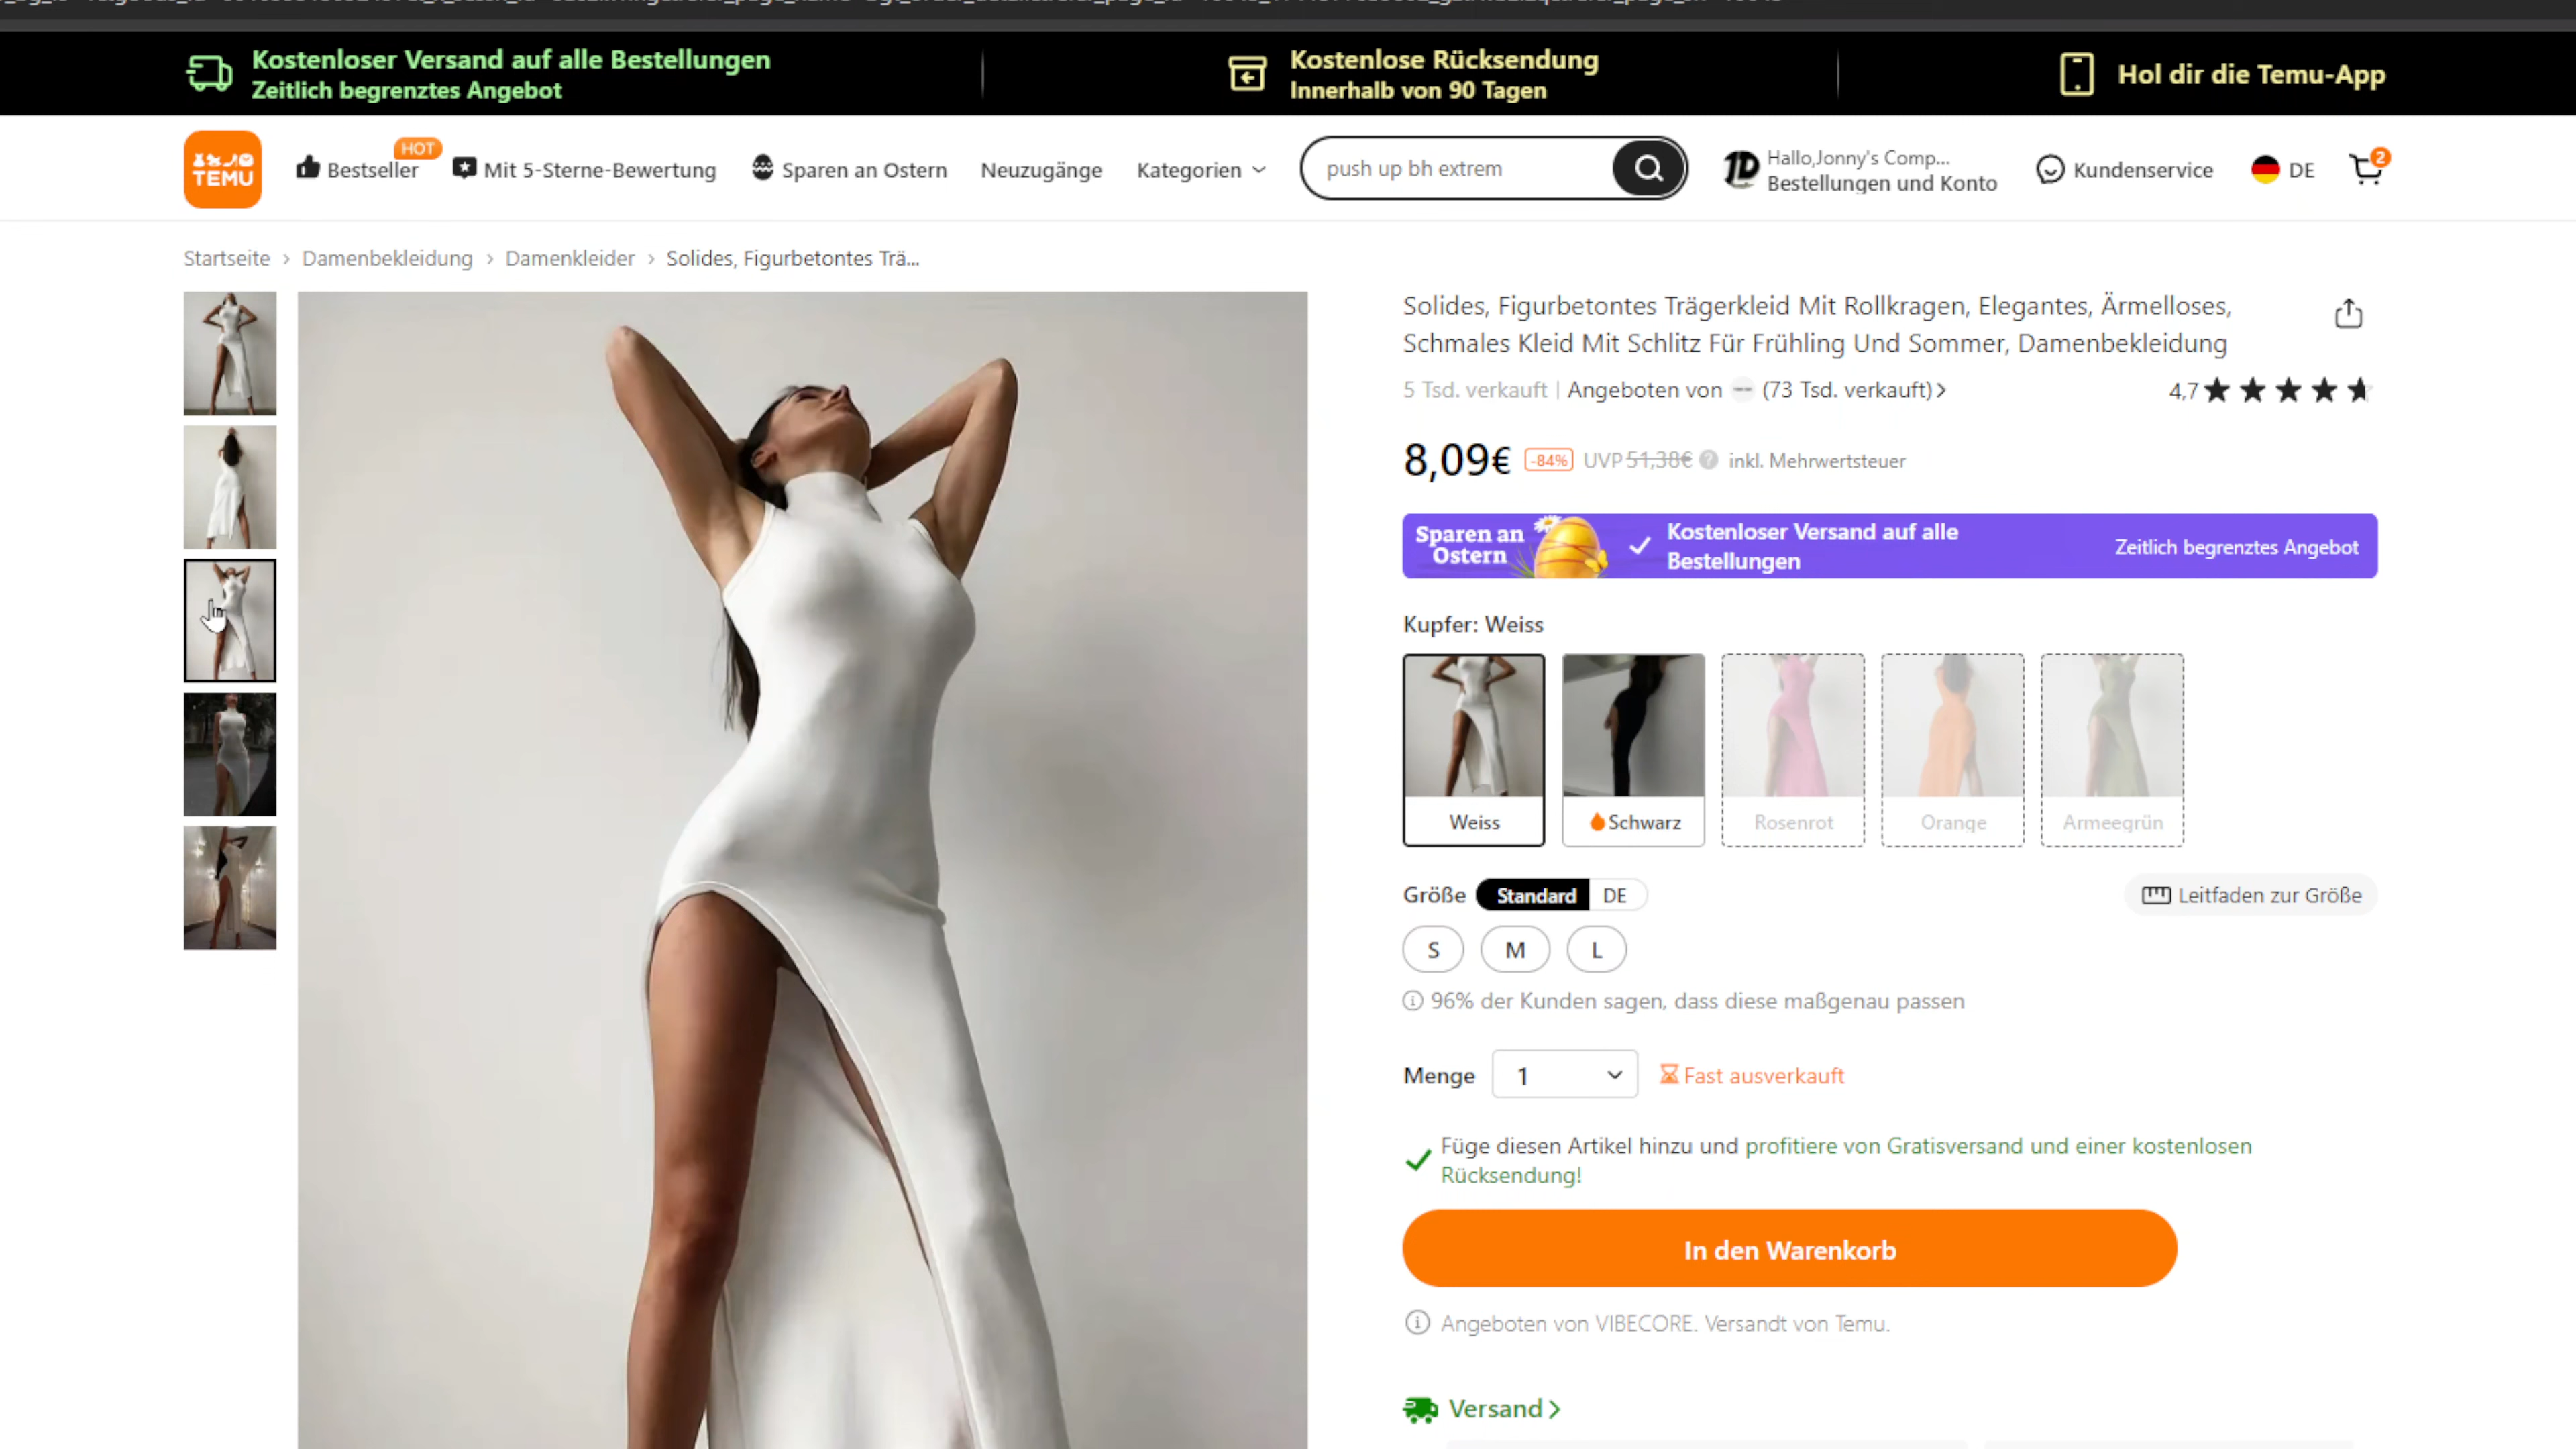 Kostenloser Versand auf alle Bestellungen
Zeitlich begrenztes Angebot
Kostenlose Rücksendung
Innerhalb von 90 Tagen
Hol dir die Temu-App
TEMU
Bestseller
HOT
Mit 5-Sterne-Bewertung
Sparen an Ostern
Neuzugänge
Kategorien
push up bh extrem
Hallo,Jonny's Comp...
Bestellungen und Konto
Kundenservice
DE
2
Startseite › Damenbekleidung › Damenkleider › Solides, Figurbetontes Trä...
Solides, Figurbetontes Trägerkleid Mit Rollkragen, Elegantes, Ärmelloses,
Schmales Kleid Mit Schlitz Für Frühling Und Sommer, Damenbekleidung
5 Tsd. verkauft | Angeboten von (73 Tsd. verkauft) 4,7
8,09€ -84% UVP 51,38€ ? inkl. Mehrwertsteuer
Sparen an
Ostern
Kostenloser Versand auf alle
Bestellungen
Zeitlich begrenztes Angebot
Kupfer: Weiss
Weiss
Schwarz
Rosenrot
Orange
Armeegrün
Größe Standard DE
Leitfaden zur Größe
S M L
96% der Kunden sagen, dass diese maßgenau passen
Menge 1 Fast ausverkauft
Füge diesen Artikel hinzu und profitiere von Gratisversand und einer kostenlosen
Rücksendung!
In den Warenkorb
Angeboten von VIBECORE. Versandt von Temu.
Versand